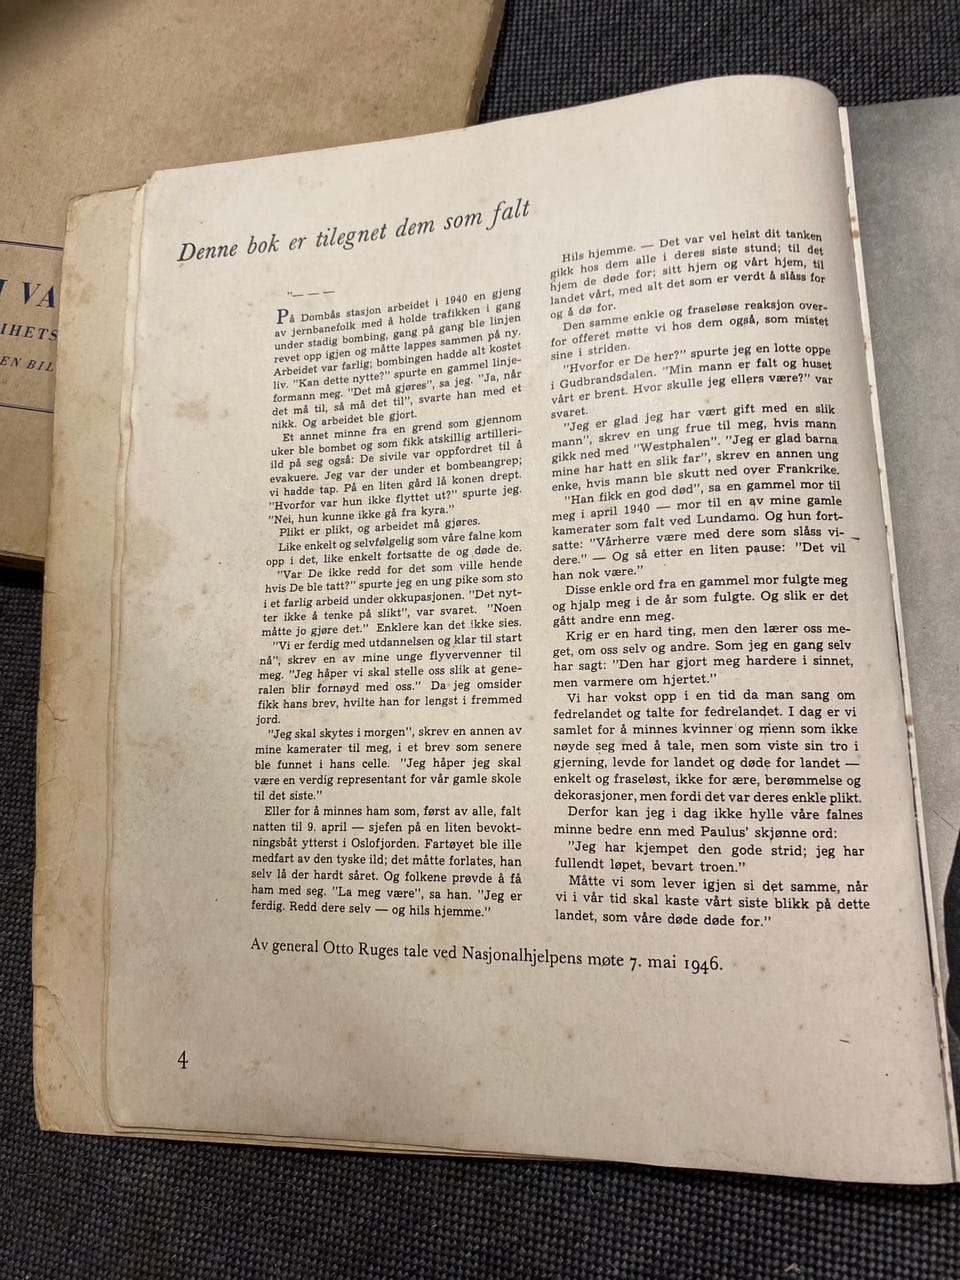 I VA
IHETS
EN BIL
Denne bok er tilegnet dem som falt
"— — —
På Dombås stasjon arbeidet i 1940 en gjeng
av jernbanefolk med å holde trafikken i gang
under stadig bombing, gang på gang ble linjen
revet opp igjen og måtte lappes sammen på ny.
Arbeidet var farlig; bombingen hadde alt kostet
liv. "Kan dette nytte?" spurte en gammel linje-
formann meg. "Det må gjøres", sa jeg. "Ja, når
det må til, så må det til", svarte han med et
nikk. Og arbeidet ble gjort.
Et annet minne fra en grend som gjennom
uker ble bombet og som fikk atskillig artilleri-
ild på seg også: De sivile var oppfordret til å
evakuere. Jeg var der under et bombeangrep;
vi hadde tap. På en liten gård lå konen drept.
"Hvorfor var hun ikke flyttet ut?" spurte jeg.
"Nei, hun kunne ikke gå fra kyra."
Plikt er plikt, og arbeidet må gjøres.
Like enkelt og selvfølgelig som våre falne kom
opp i det, like enkelt fortsatte de og døde de.
"Var De ikke redd for det som ville hende
hvis De ble tatt?" spurte jeg en ung pike som sto
i et farlig arbeid under okkupasjonen. "Det nyt-
ter ikke å tenke på slikt", var svaret. "Noen
måtte jo gjøre det." Enklere kan det ikke sies.
"Vi er ferdig med utdannelsen og klar til start
nå", skrev en av mine unge flyvervenner til
meg. "Jeg håper vi skal stelle oss slik at gene-
ralen blir fornøyd med oss." Da jeg omsider
fikk hans brev, hvilte han for lengst i fremmed
jord.
"Jeg skal skytes i morgen", skrev en annen av
mine kamerater til meg, i et brev som senere
ble funnet i hans celle. "Jeg håper jeg skal
være en verdig representant for vår gamle skole
til det siste."
Eller for å minnes ham som, først av alle, falt
natten til 9. april — sjefen på en liten bevokt-
ningsbåt ytterst i Oslofjorden. Fartøyet ble ille
medfart av den tyske ild; det måtte forlates, han
selv lå der hardt såret. Og folkene prøvde å få
ham med seg. "La meg være", sa han. "Jeg er
ferdig. Redd dere selv — og hils hjemme."
Hils hjemme. — Det var vel helst dit tanken
gikk hos dem alle i deres siste stund; til det
hjem de døde for; sitt hjem og vårt hjem, til
landet vårt, med alt det som er verdt å slåss for
og å dø for.
Den samme enkle og fraseløse reaksjon over-
for offeret møtte vi hos dem også, som mistet
sine i striden.
"Hvorfor er De her?" spurte jeg en lotte oppe
i Gudbrandsdalen. "Min mann er falt og huset
vårt er brent. Hvor skulle jeg ellers være?" var
svaret.
"Jeg er glad jeg har vært gift med en slik
mann", skrev en ung frue til meg, hvis mann
gikk ned med "Westphalen". "Jeg er glad barna
mine har hatt en slik far", skrev en annen ung
enke, hvis mann ble skutt ned over Frankrike.
"Han fikk en god død", sa en gammel mor til
meg i april 1940 — mor til en av mine gamle
kamerater som falt ved Lundamo. Og hun fort-
satte: "Vårherre være med dere som slåss vi-
dere." — Og så etter en liten pause: "Det vil
han nok være."
Disse enkle ord fra en gammel mor fulgte meg
og hjalp meg i de år som fulgte. Og slik er det
gått andre enn meg.
Krig er en hard ting, men den lærer oss me-
get, om oss selv og andre. Som jeg en gang selv
har sagt: "Den har gjort meg hardere i sinnet,
men varmere om hjertet."
Vi har vokst opp i en tid da man sang om
fedrelandet og talte for fedrelandet. I dag er vi
samlet for å minnes kvinner og menn som ikke
nøyde seg med å tale, men som viste sin tro i
gjerning, levde for landet og døde for landet —
enkelt og fraseløst, ikke for ære, berømmelse og
dekorasjoner, men fordi det var deres enkle plikt.
Derfor kan jeg i dag ikke hylle våre falnes
minne bedre enn med Paulus' skjønne ord:
"Jeg har kjempet den gode strid; jeg har
fullendt løpet, bevart troen."
Måtte vi som lever igjen si det samme, når
vi i vår tid skal kaste vårt siste blikk på dette
landet, som våre døde døde for."
Av general Otto Ruges tale ved Nasjonalhjelpens møte 7. mai 1946.
4